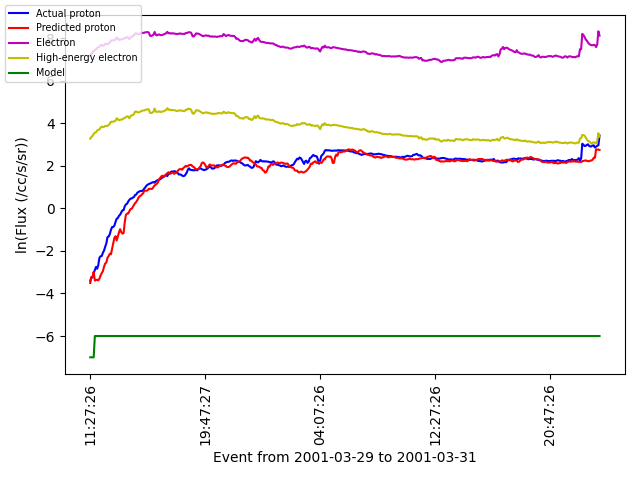 Actual proton
Predicted proton
Electron
High-energy electron
Model
8
6
4
2
0
−2
−4
−6
ln(Flux (/cc/s/sr))
11:27:26
19:47:27
04:07:26
12:27:26
20:47:26
Event from 2001-03-29 to 2001-03-31